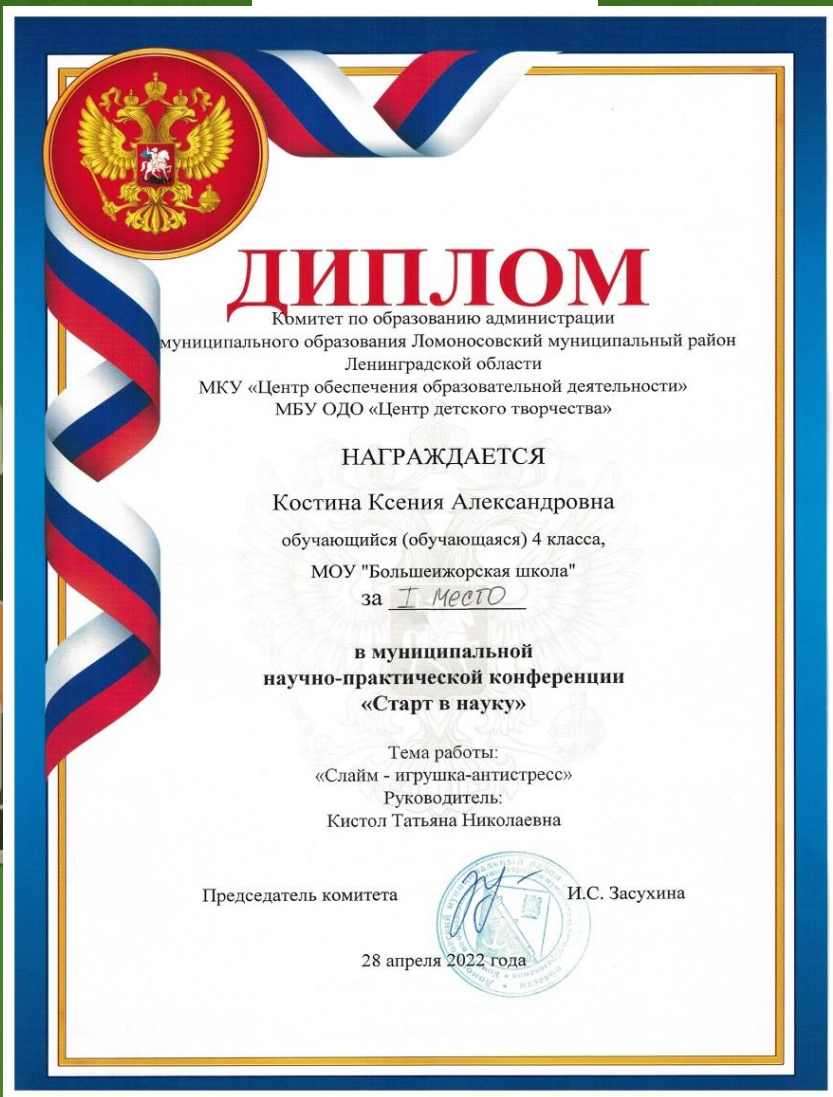 ДИПЛОМ
Комитет по образованию администрации
муниципального образования Ломоносовский муниципальный район
Ленинградской области
МКУ «Центр обеспечения образовательной деятельности»
МБУ ОДО «Центр детского творчества»
НАГРАЖДАЕТСЯ
Костина Ксения Александровна
обучающийся (обучающаяся) 4 класса,
МОУ "Большеижорская школа"
за I место
в муниципальной
научно-практической конференции
«Старт в науку»
Тема работы:
«Слайм - игрушка-антистресс»
Руководитель:
Кистол Татьяна Николаевна
Председатель комитета И.С. Засухина
28 апреля 2022 года